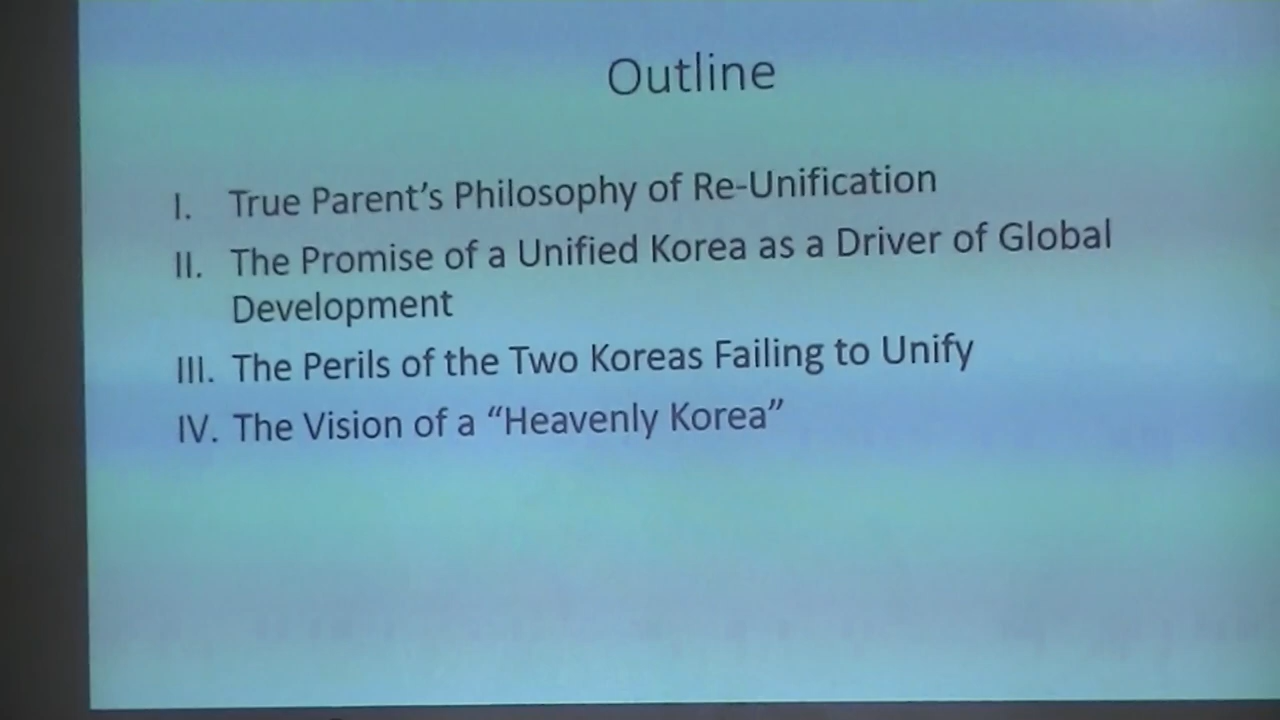 Outline
I. True Parent’s Philosophy of Re-Unification
II. The Promise of a Unified Korea as a Driver of Global
Development
III. The Perils of the Two Koreas Failing to Unify
IV. The Vision of a “Heavenly Korea”